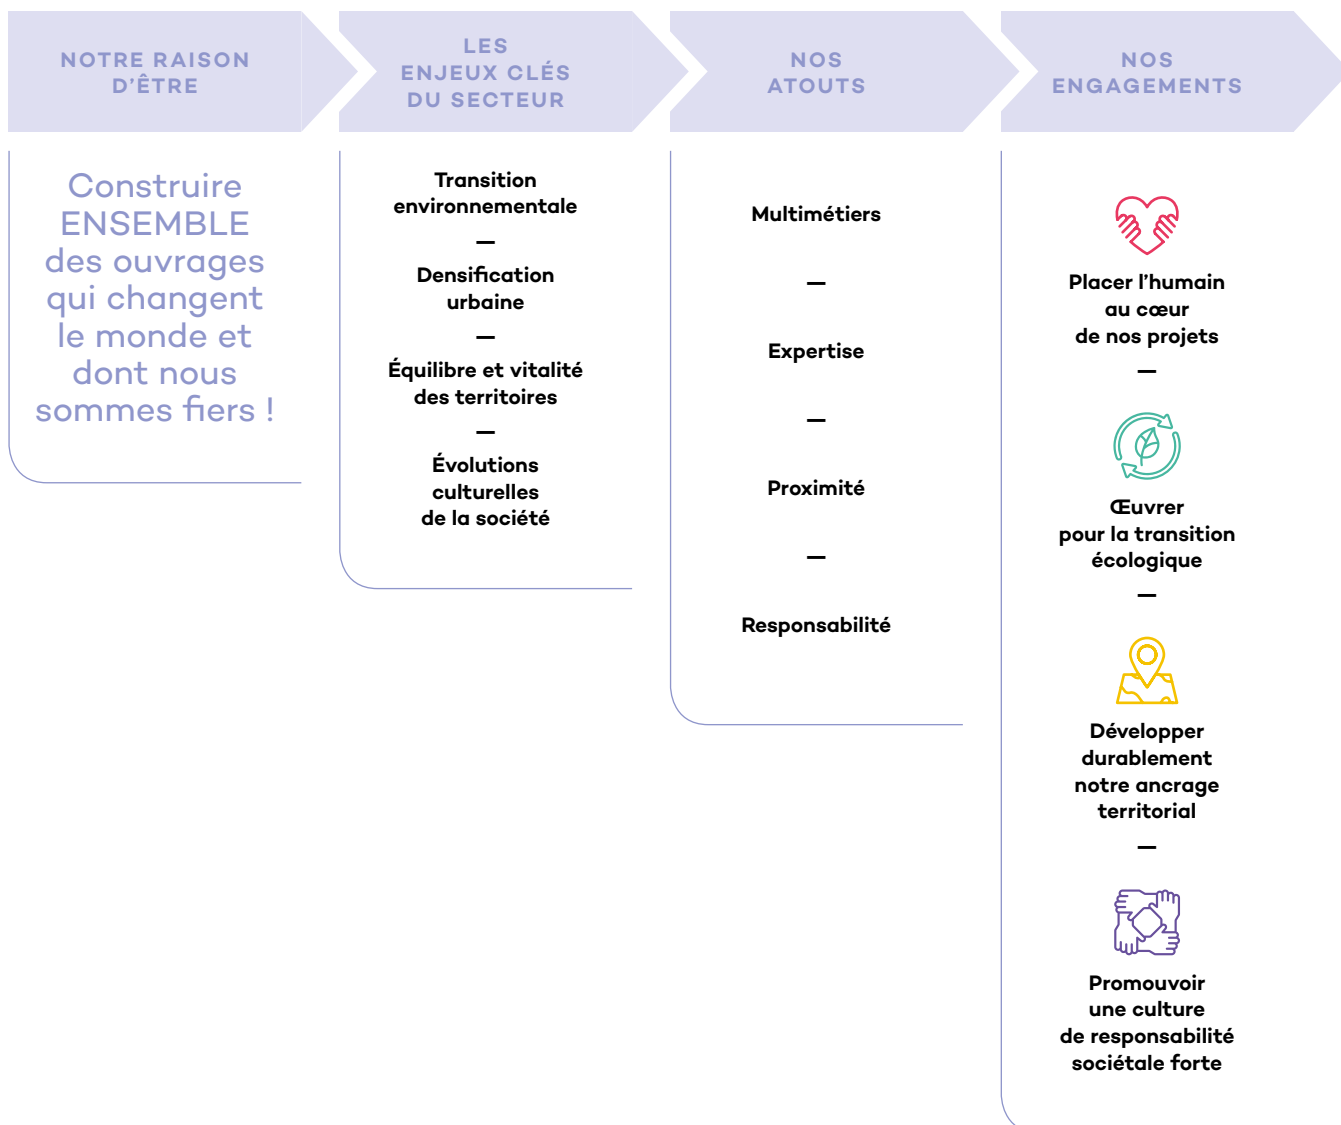 NOTRE RAISON
D'ÊTRE
Construire
ENSEMBLE
des ouvrages
qui changent
le monde et
dont nous
sommes fiers !
LES
ENJEUX CLÉS
DU SECTEUR
Transition
environnementale
—
Densification
urbaine
—
Équilibre et vitalité
des territoires
—
Évolutions
culturelles
de la société
NOS
ATOUTS
Multimétiers
—
Expertise
—
Proximité
—
Responsabilité
NOS
ENGAGEMENTS
Placer l'humain
au cœur
de nos projets
—
Œuvrer
pour la transition
écologique
—
Développer
durablement
notre ancrage
territorial
—
Promouvoir
une culture
de responsabilité
sociétale forte